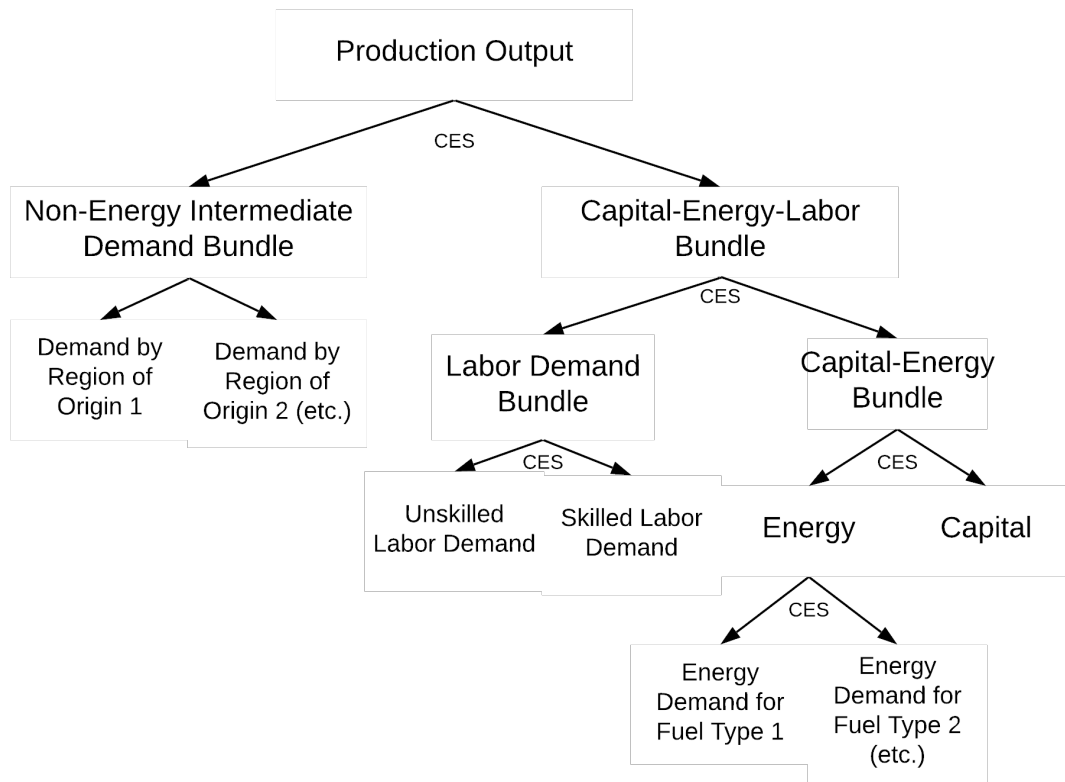 Production Output
CES
Non-Energy Intermediate
Demand Bundle
Capital-Energy-Labor
Bundle
CES
Demand by
Region of
Origin 1
Demand by
Region of
Origin 2 (etc.)
Labor Demand
Bundle
Capital-Energy
Bundle
CES
CES
Unskilled
Labor Demand
Skilled Labor
Demand
Energy
Capital
CES
Energy
Demand for
Fuel Type 1
Energy
Demand for
Fuel Type 2
(etc.)